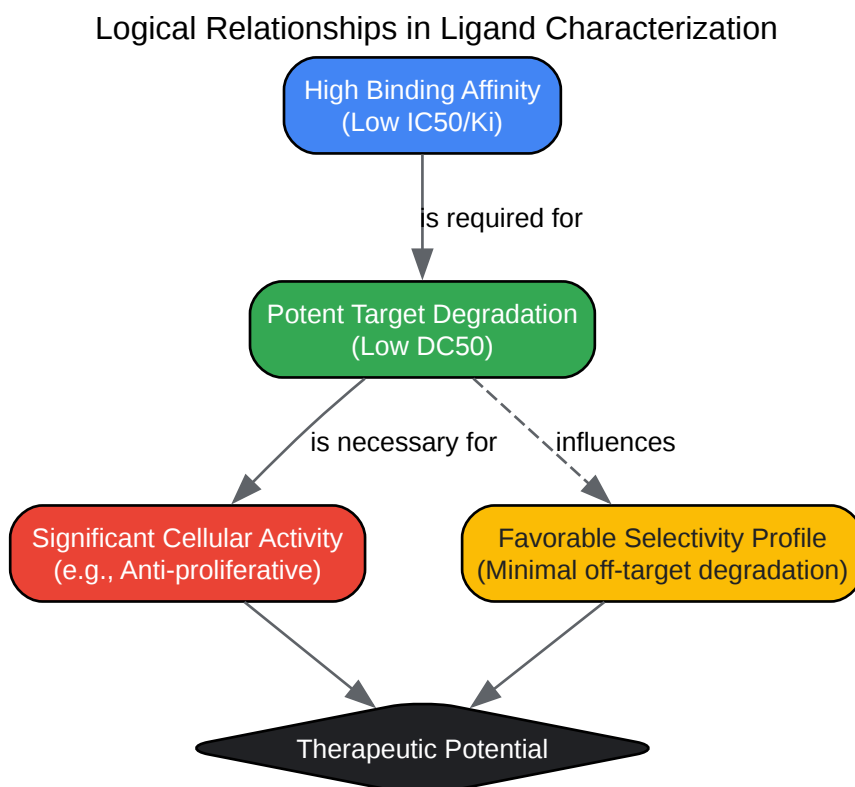 Logical Relationships in Ligand Characterization
High Binding Affinity
(Low IC50/Ki)
is required for
Potent Target Degradation
(Low DC50)
is necessary for
influences
Significant Cellular Activity
(e.g., Anti-proliferative)
Favorable Selectivity Profile
(Minimal off-target degradation)
Therapeutic Potential